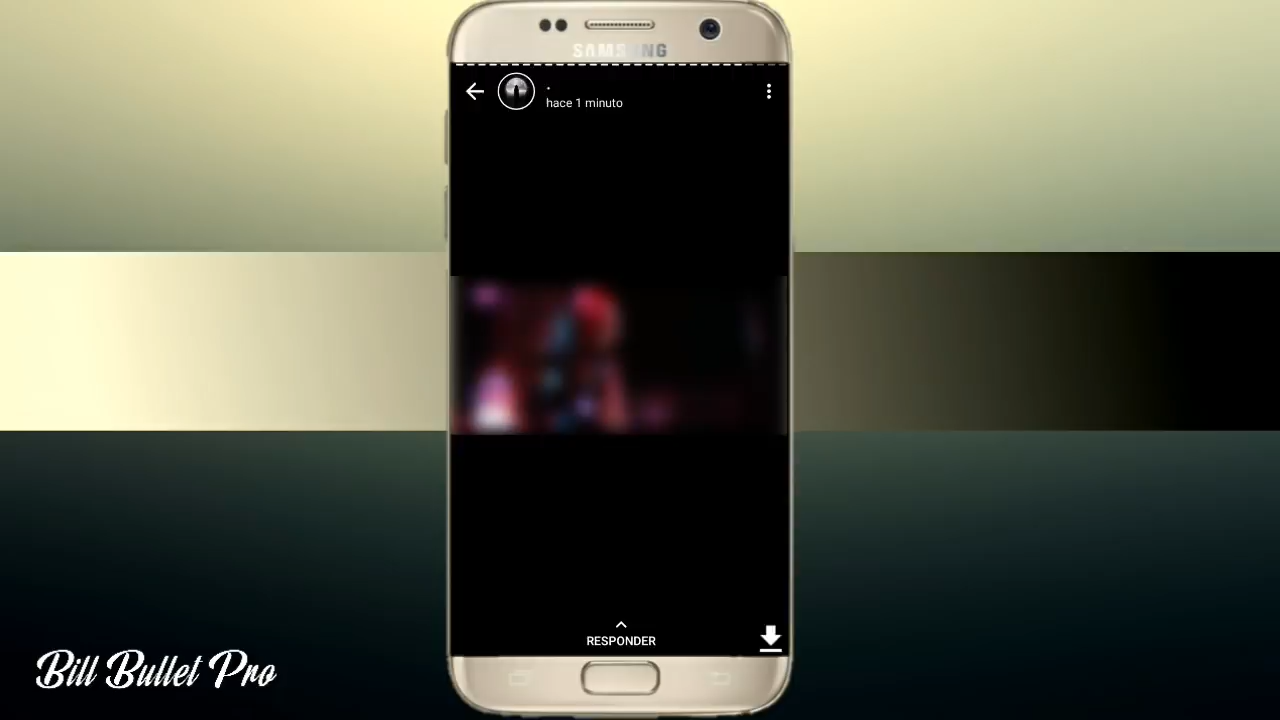 SAMSUNG
.
hace 1 minuto
RESPONDER
Bill Bullet Pro